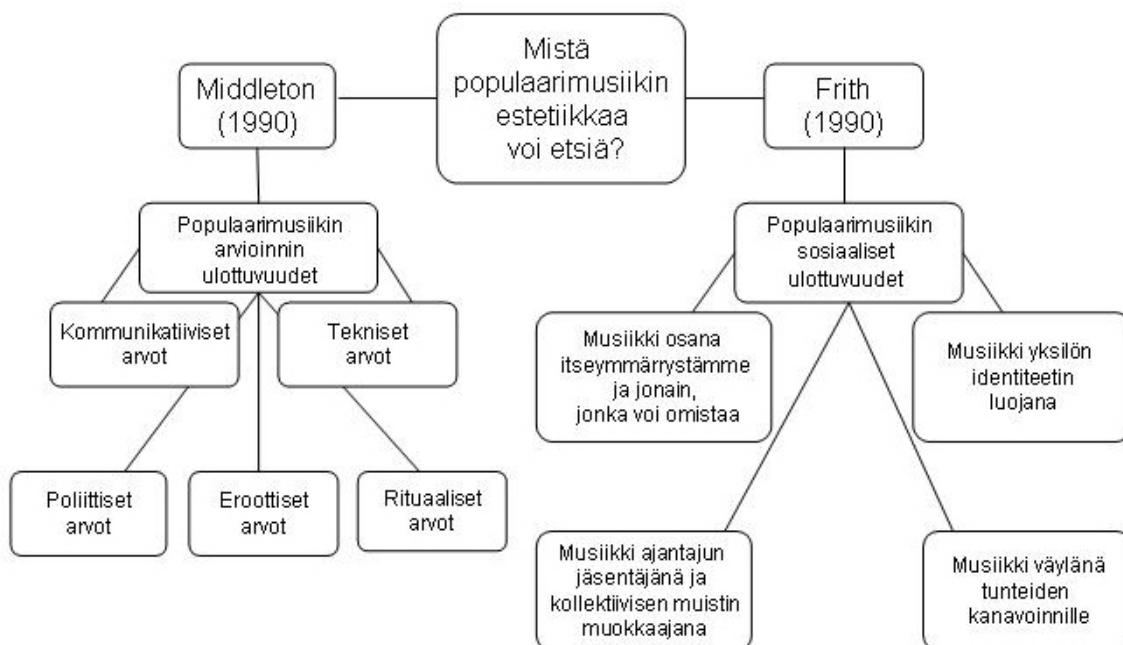 Mistä
populaarimusiikin
estetiikkaa
voi etsiä?
Middleton
(1990)
Frith
(1990)
Populaarimusiikin
arvioinnin
ulottuvuudet
Populaarimusiikin
sosiaaliset
ulottuvuudet
Kommunikatiiviset
arvot
Tekniset
arvot
Musiikki osana
itseymmärrystämme
ja jonain,
jonka voi omistaa
Musiikki yksilön
identiteetin
luojana
Poliittiset
arvot
Eroottiset
arvot
Rituaaliset
arvot
Musiikki ajantajun
jäsentäjänä ja
kollektiivisen muistin
muokkaajana
Musiikki väylänä
tunteiden
kanavoinnille